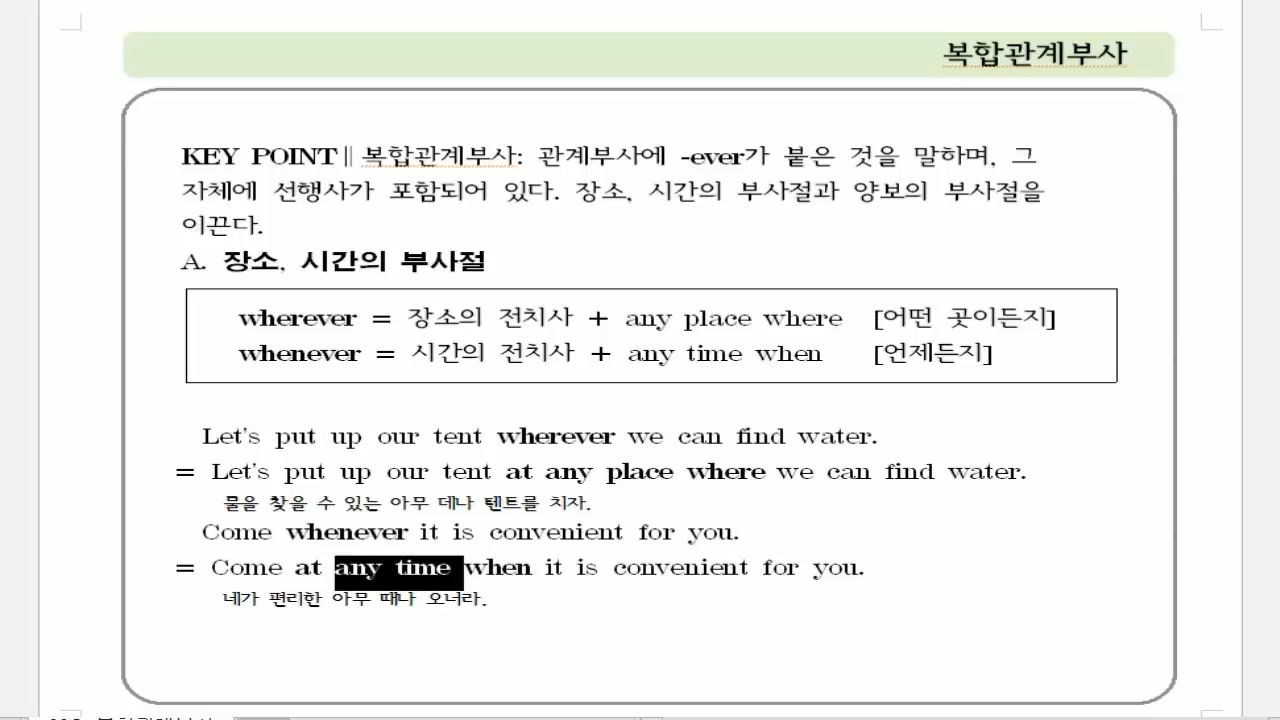 복합관계부사
KEY POINT∥복합관계부사: 관계부사에 -ever가 붙은 것을 말하며, 그
자체에 선행사가 포함되어 있다. 장소, 시간의 부사절과 양보의 부사절을
이끈다.
A. 장소, 시간의 부사절
wherever = 장소의 전치사 + any place where [어떤 곳이든지]
whenever = 시간의 전치사 + any time when [언제든지]
Let's put up our tent wherever we can find water.
= Let's put up our tent at any place where we can find water.
물을 찾을 수 있는 아무 데나 텐트를 치자.
Come whenever it is convenient for you.
= Come at any time when it is convenient for you.
네가 편리한 아무 때나 오너라.